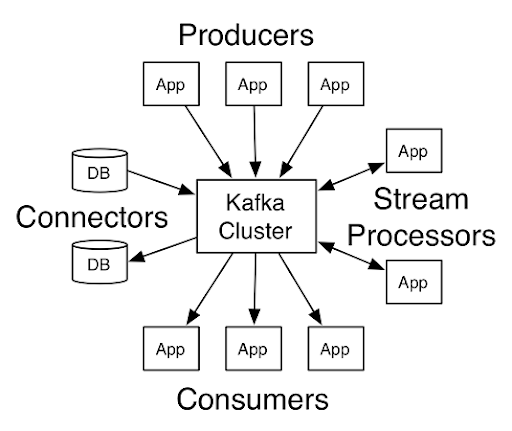 Producers
App
App
App
DB
App
Kafka
Cluster
Connectors
Stream
Processors
DB
App
App
App
App
Consumers